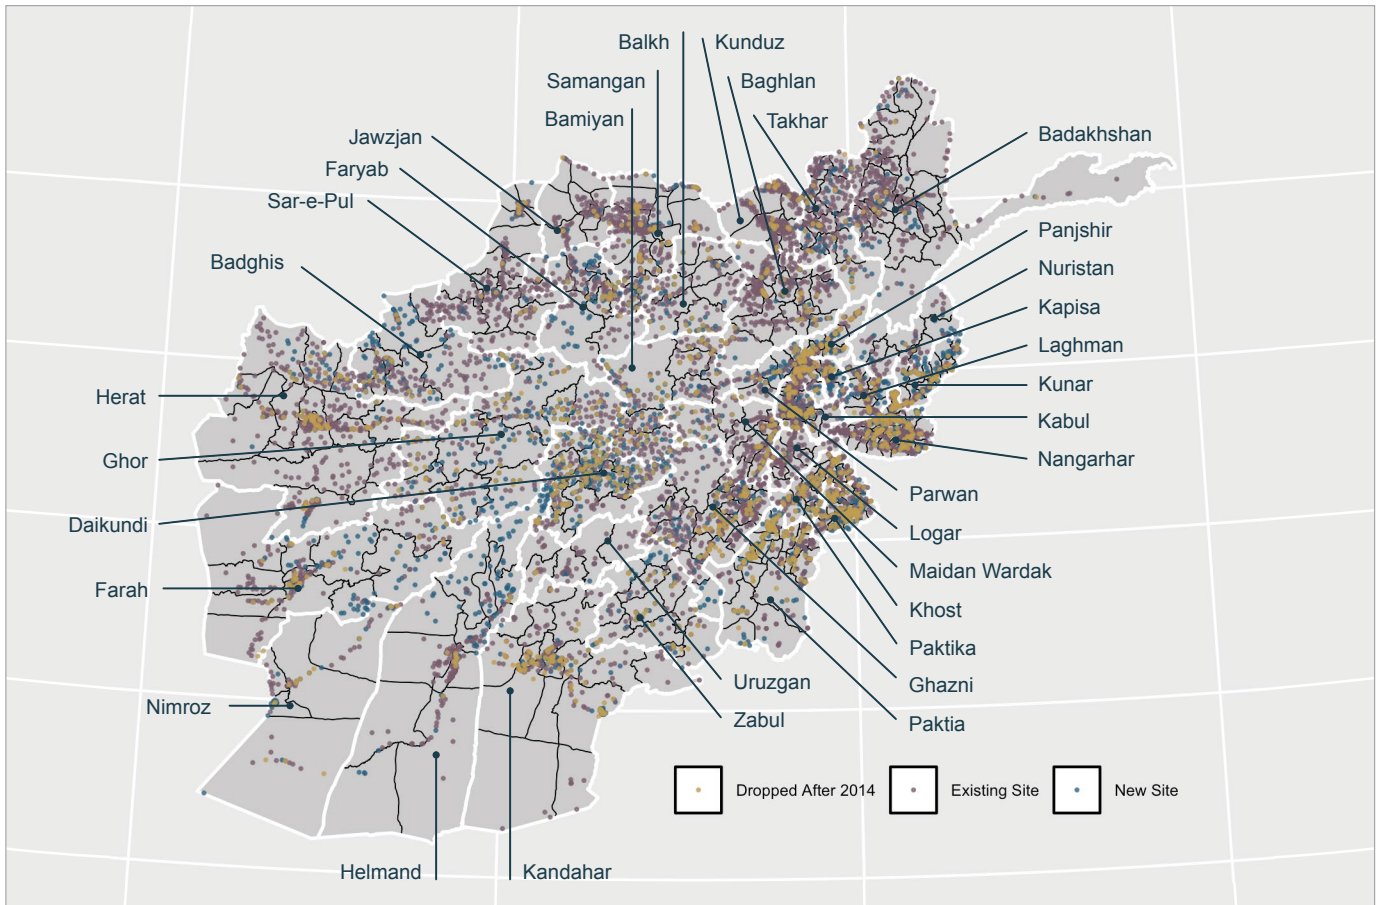 Balkh
Kunduz
Samangan
Baghlan
Bamiyan
Takhar
Jawzjan
Badakhshan
Faryab
Sar-e-Pul
Panjshir
Badghis
Nuristan
Kapisa
Laghman
Herat
Kunar
Kabul
Ghor
Nangarhar
Parwan
Daikundi
Logar
Maidan Wardak
Farah
Khost
Paktika
Uruzgan
Ghazni
Nimroz
Zabul
Paktia
Dropped After 2014
Existing Site
New Site
Helmand
Kandahar